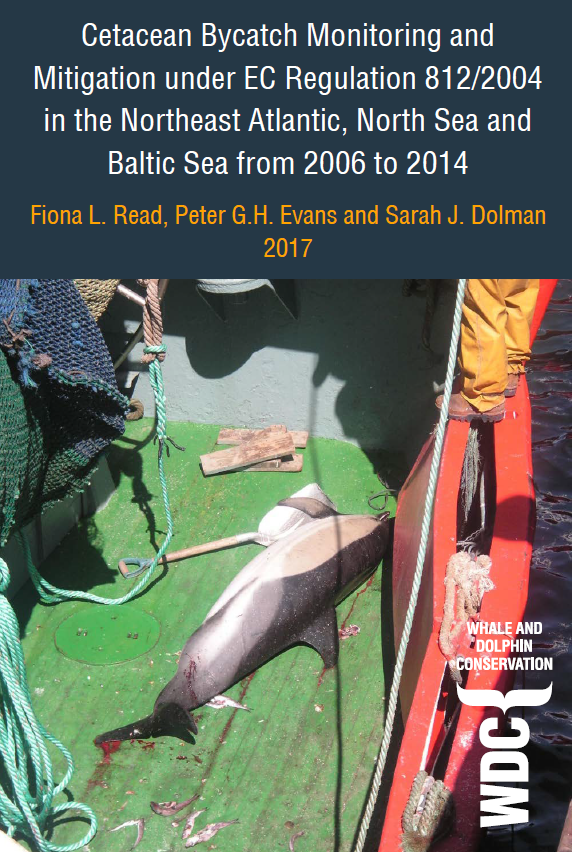 Cetacean Bycatch Monitoring and
Mitigation under EC Regulation 812/2004
in the Northeast Atlantic, North Sea and
Baltic Sea from 2006 to 2014
Fiona L. Read, Peter G.H. Evans and Sarah J. Dolman
2017
WHALE AND
DOLPHIN
CONSERVATION
WDC